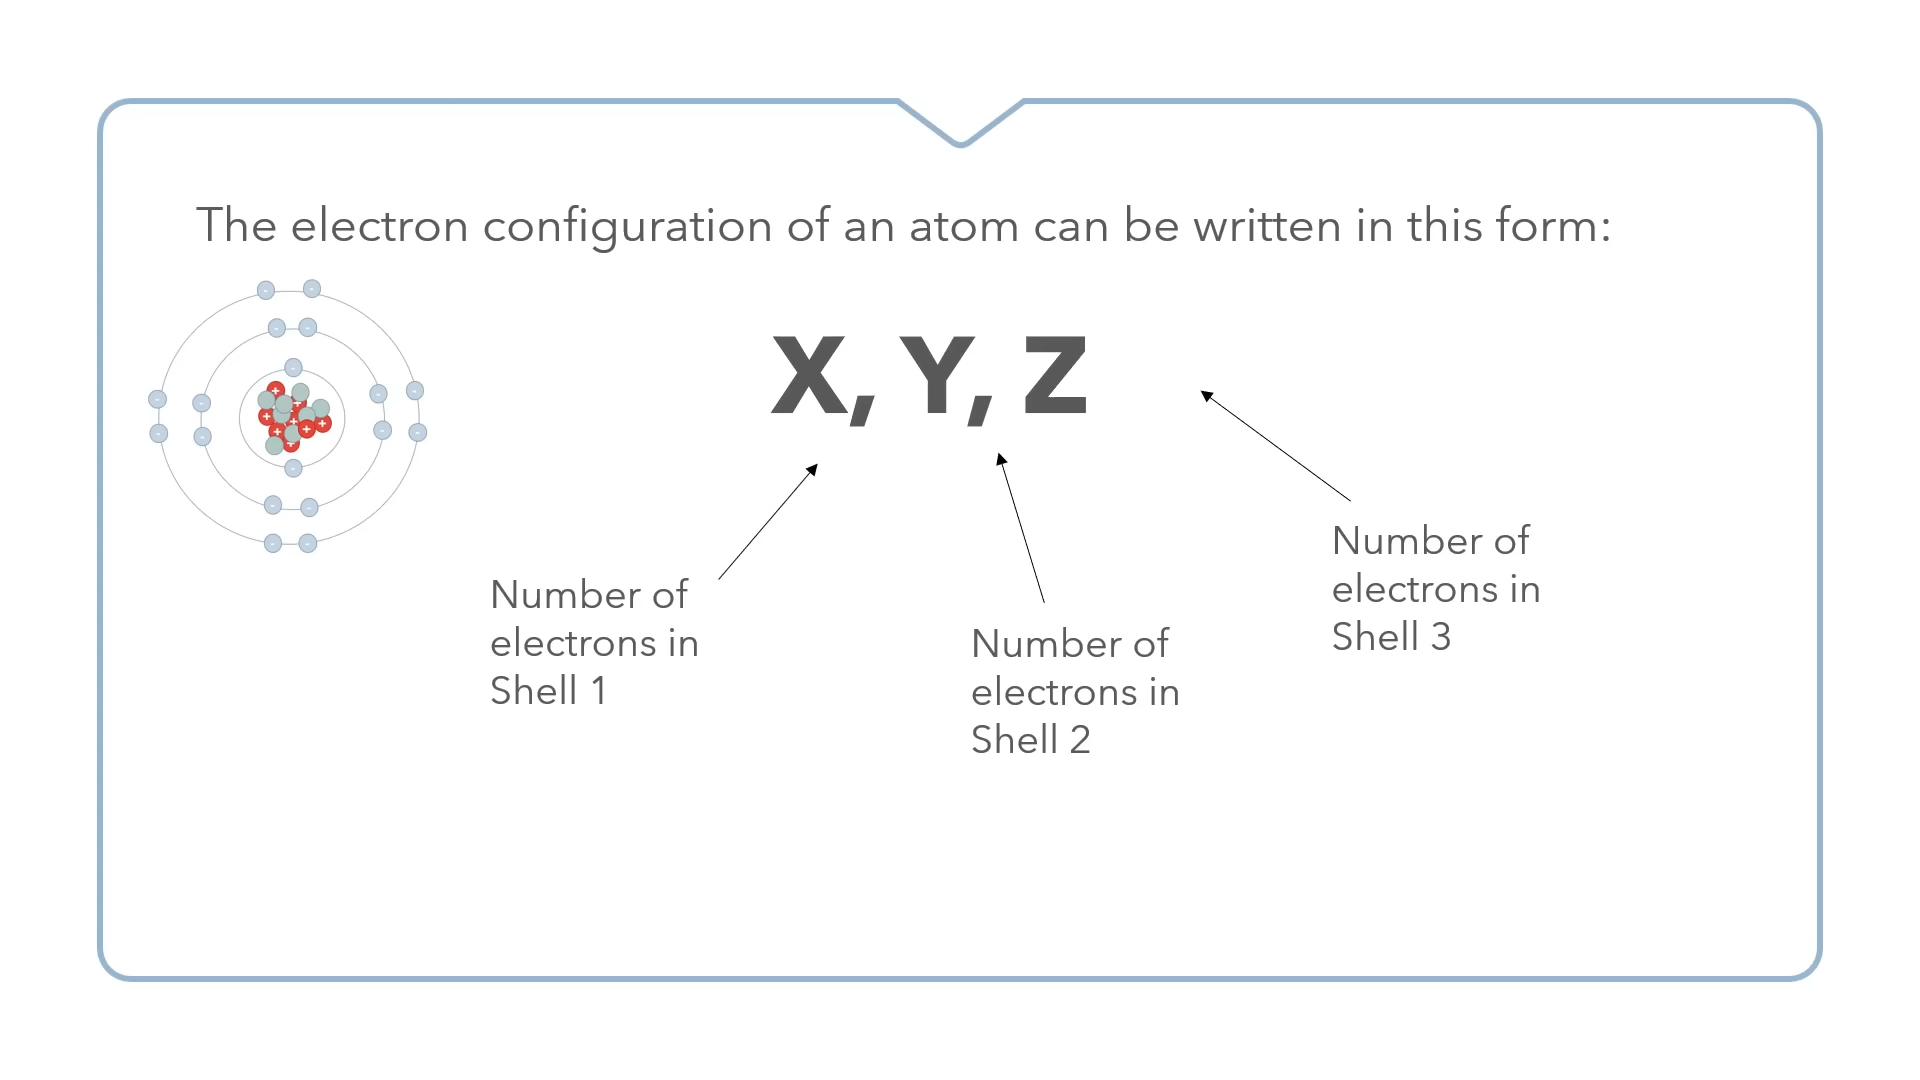 The electron configuration of an atom can be written in this form:
X, Y, Z
Number of
electrons in
Shell 1
Number of
electrons in
Shell 2
Number of
electrons in
Shell 3